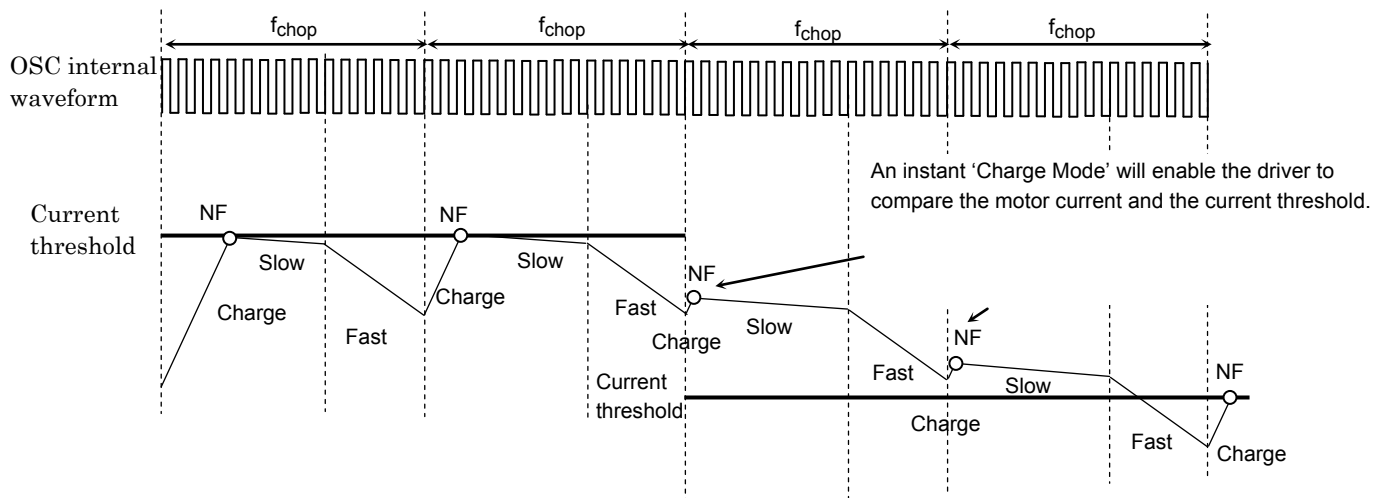 fchop
fchop
fchop
fchop
OSC internal
waveform
An instant ‘Charge Mode’ will enable the driver to
compare the motor current and the current threshold.
Current
threshold
NF
NF
Slow
Slow
NF
Charge
Charge
Fast
Fast
Charge
Slow
NF
Fast
Slow
NF
Current
threshold
Charge
Fast
Charge